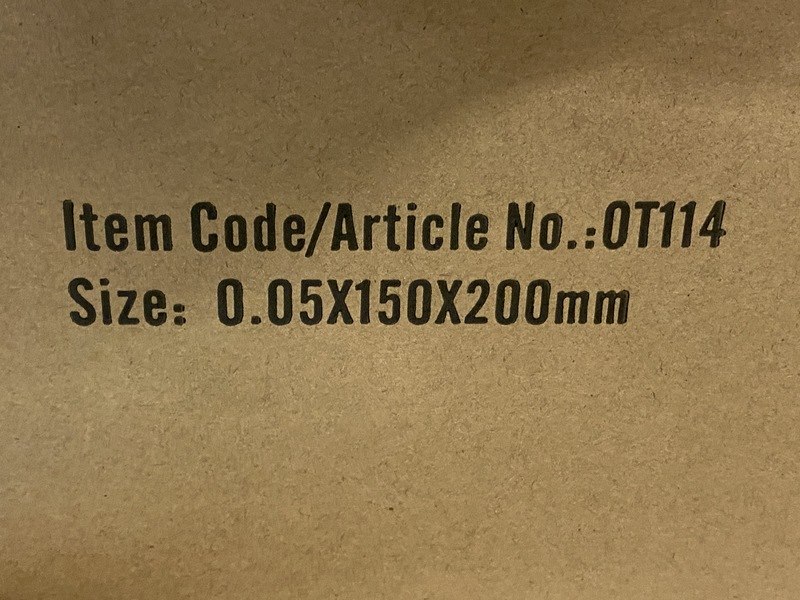 Item Code/Article No.:OT114
Size: 0.05X150X200mm